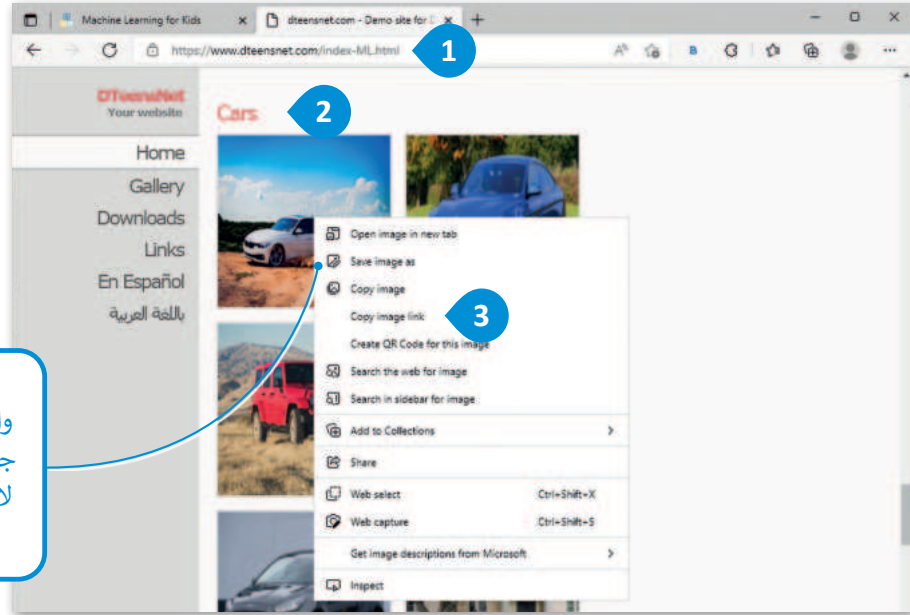 Machine Learning for Kids
dteensnet.com - Demo site for D
https://www.dteensnet.com/index-ML.html
1
DTeensNet
Your website
Cars
2
Home
Gallery
Downloads
Links
En Español
باللغة العربية
Open image in new tab
Save image as
Copy image
Copy image link
3
Create QR Code for this image
Search the web for image
Search in sidebar for image
Add to Collections
Share
Web select Ctrl+Shift+X
Web capture Ctrl+Shift+S
Get image descriptions from Microsoft
Inspect